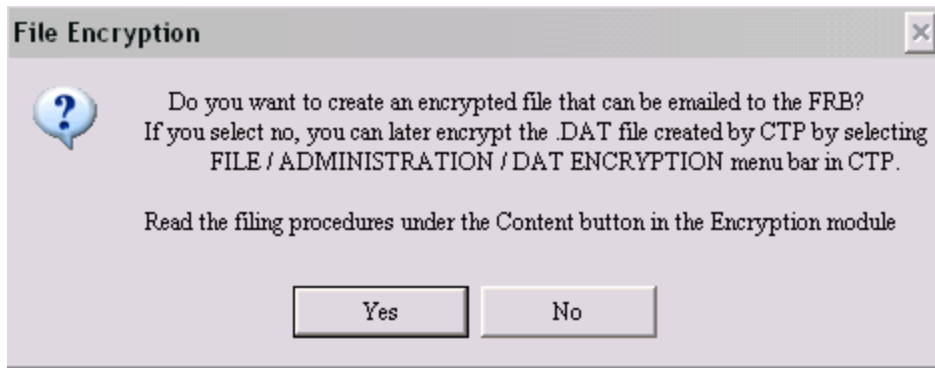 File Encryption
Do you want to create an encrypted file that can be emailed to the FRB?
If you select no, you can later encrypt the .DAT file created by CTP by selecting
FILE / ADMINISTRATION / DAT ENCRYPTION menu bar in CTP.
Read the filing procedures under the Content button in the Encryption module
Yes No